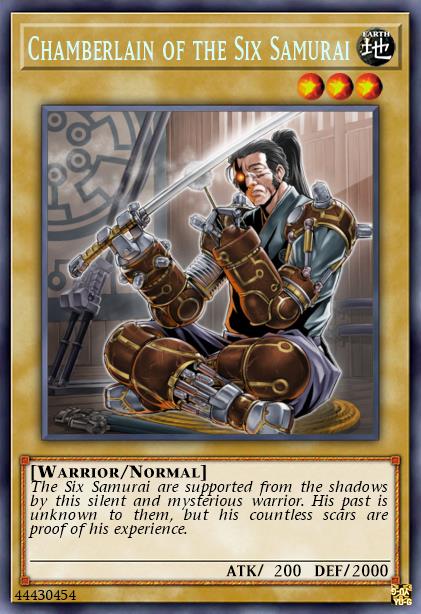 CHAMBERLAIN OF THE SIX SAMURAI
EARTH
地
[WARRIOR/NORMAL]
The Six Samurai are supported from the shadows
by this silent and mysterious warrior. His past is
unknown to them, but his countless scars are
proof of his experience.
ATK/ 200 DEF/2000
44430454